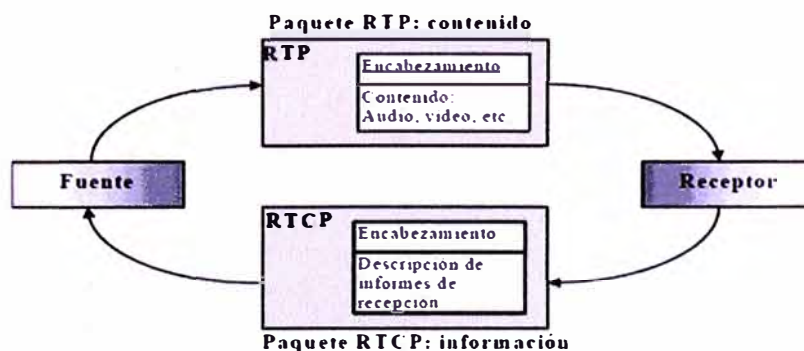 Paquete RTP: contenido
RTP
Encabezamiento
Contenido:
Audio, video, etc
Fuente
Receptor
RTCP
Encabezamiento
Descripción de
informes de
recepción
Paquete RTCP: información